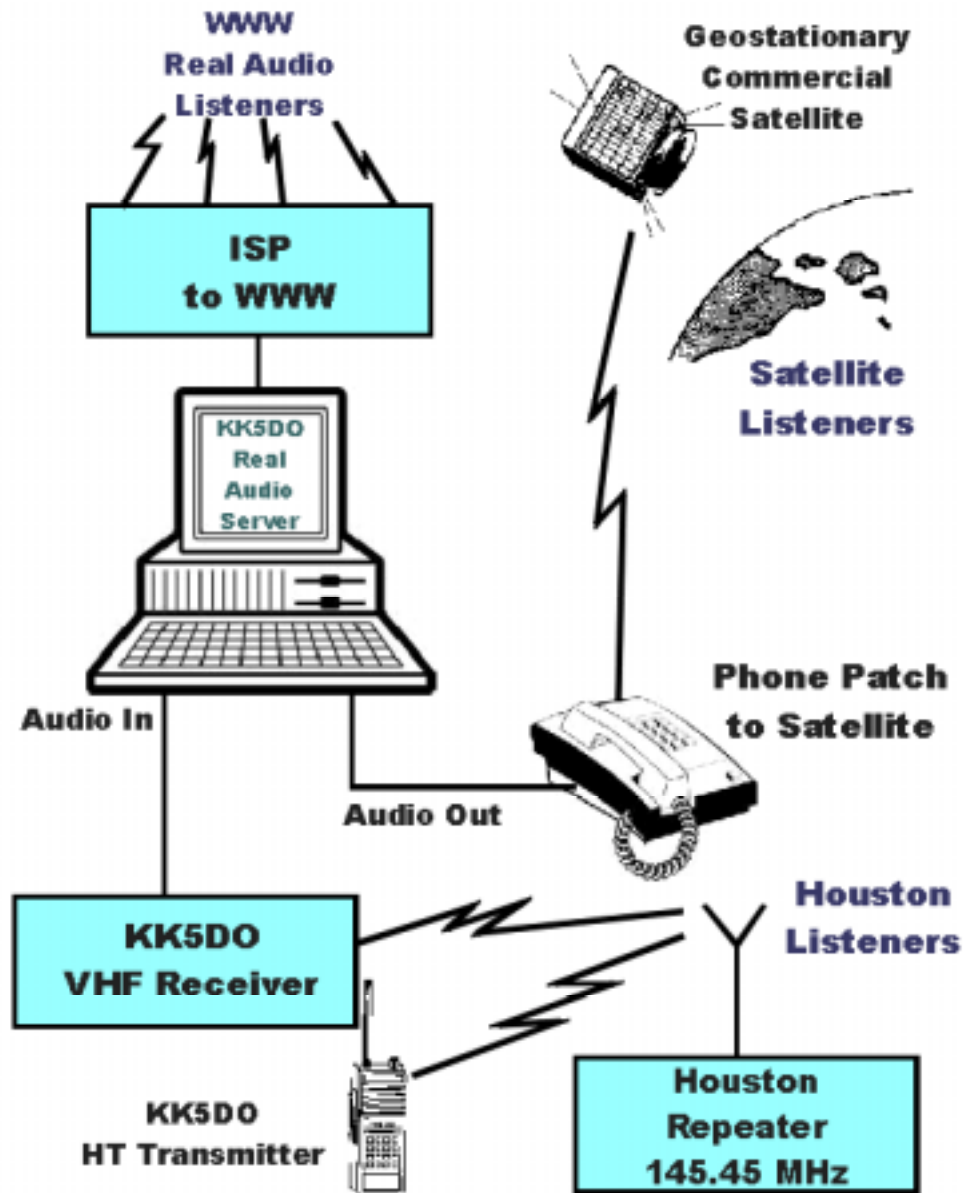 WWW
Real Audio
Listeners
Geostationary
Commercial
Satellite
ISP
to WWW
Satellite
Listeners
KK5DO
Real
Audio
Server
Phone Patch
to Satellite
Audio In
Audio Out
Houston
Listeners
KK5DO
VHF Receiver
KK5DO
HT Transmitter
Houston
Repeater
145.45 MHz